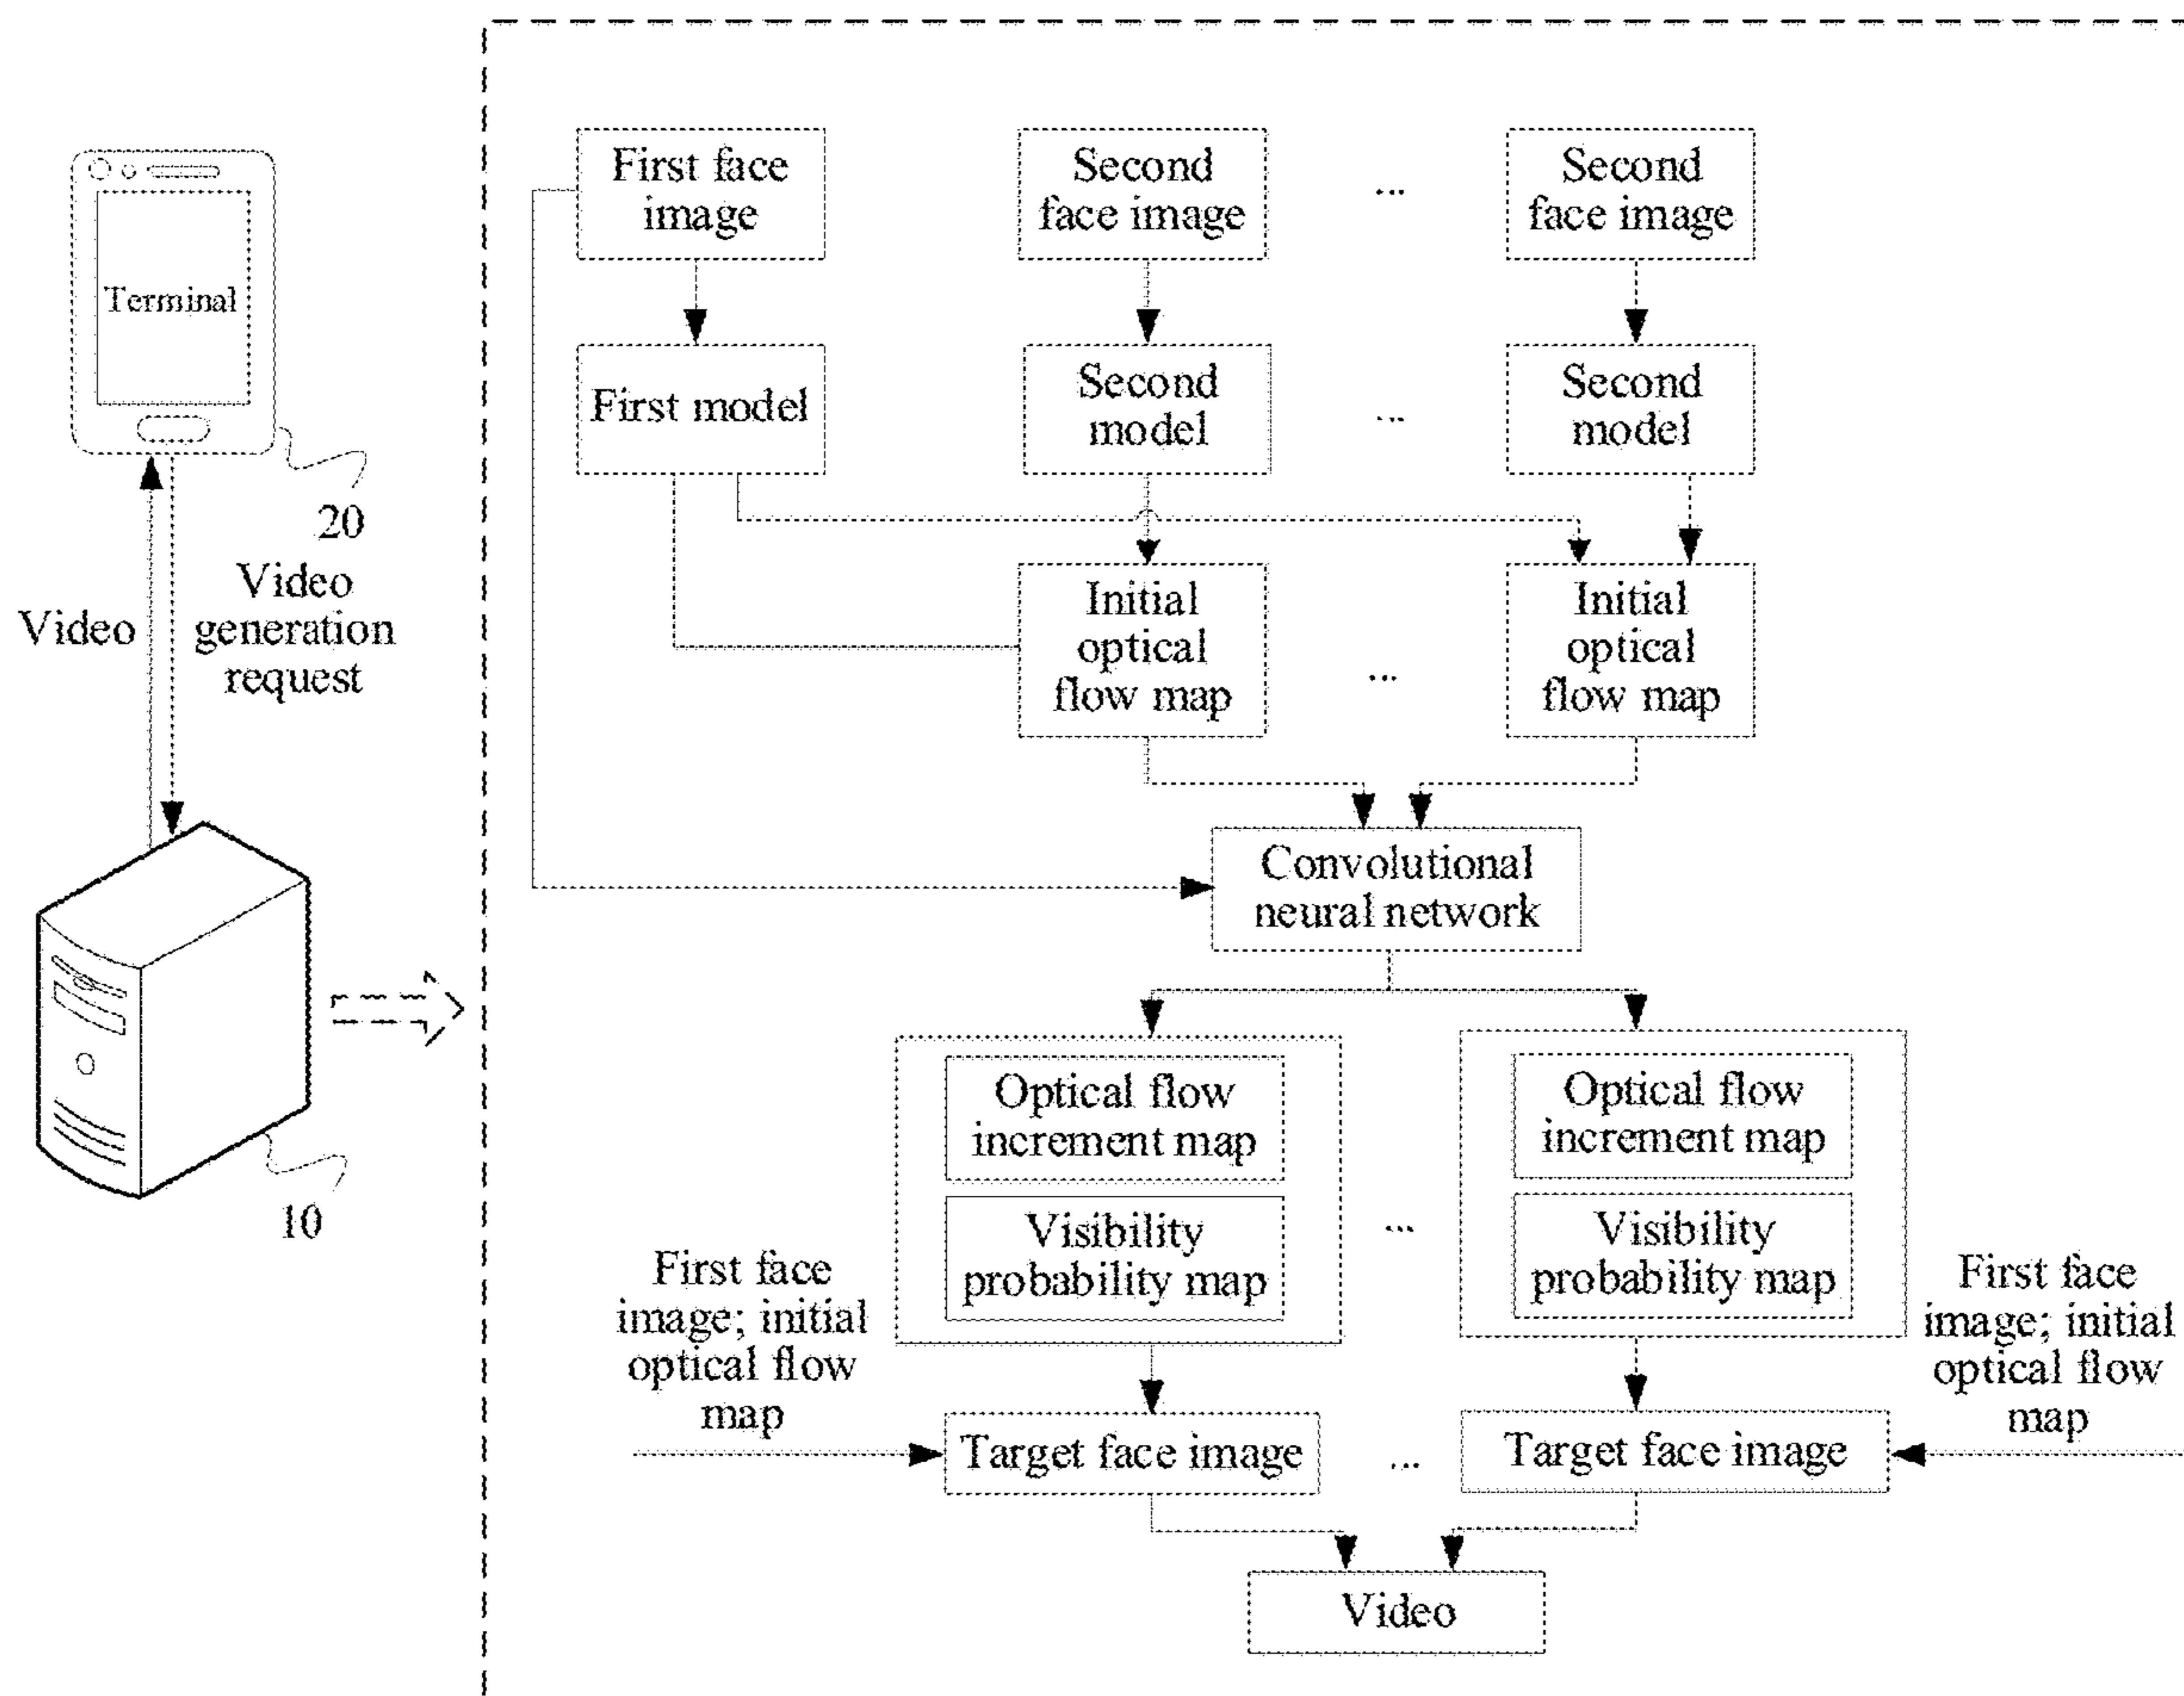 Terminal
20
Video
Video
generation
request
10
First face
image
Second
face image
...
Second
face image
First model
Second
model
...
Second
model
Initial
optical
flow map
...
Initial
optical
flow map
Convolutional
neural network
Optical flow
increment map
Visibility
probability map
...
Optical flow
increment map
Visibility
probability map
First face
image; initial
optical flow
map
First face
image; initial
optical flow
map
Target face image
...
Target face image
Video